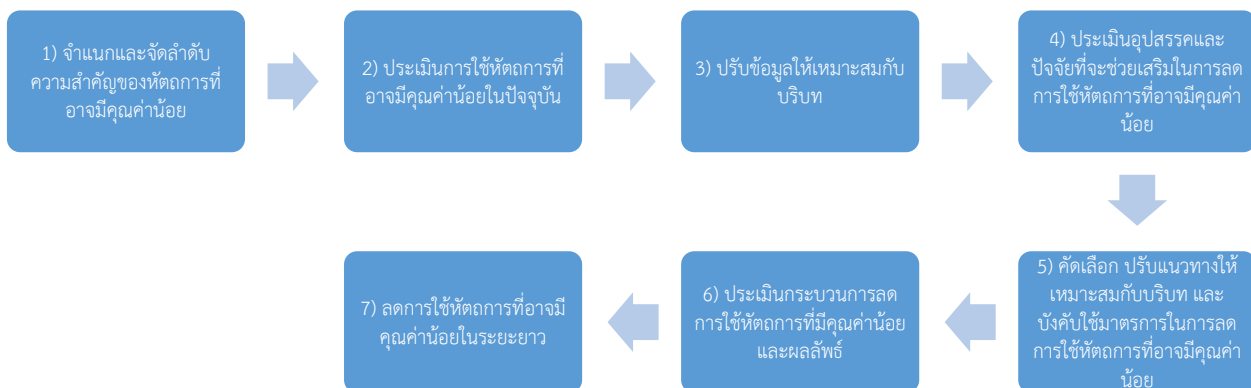 1) จำแนกและจัดลำดับ
ความสำคัญของหัตถการที่
อาจมีคุณค่าน้อย
2) ประเมินการใช้หัตถการที่
อาจมีคุณค่าน้อยในปัจจุบัน
3) ปรับข้อมูลให้เหมาะสมกับ
บริบท
4) ประเมินอุปสรรคและ
ปัจจัยที่จะช่วยเสริมในการลด
การใช้หัตถการที่อาจมีคุณค่า
น้อย
5) คัดเลือก ปรับแนวทางให้
เหมาะสมกับบริบท และ
บังคับใช้มาตรการในการลด
การใช้หัตถการที่อาจมีคุณค่า
น้อย
6) ประเมินกระบวนการลด
การใช้หัตถการที่มีคุณค่าน้อย
และผลลัพธ์
7) ลดการใช้หัตถการที่อาจมี
คุณค่าน้อยในระยะยาว